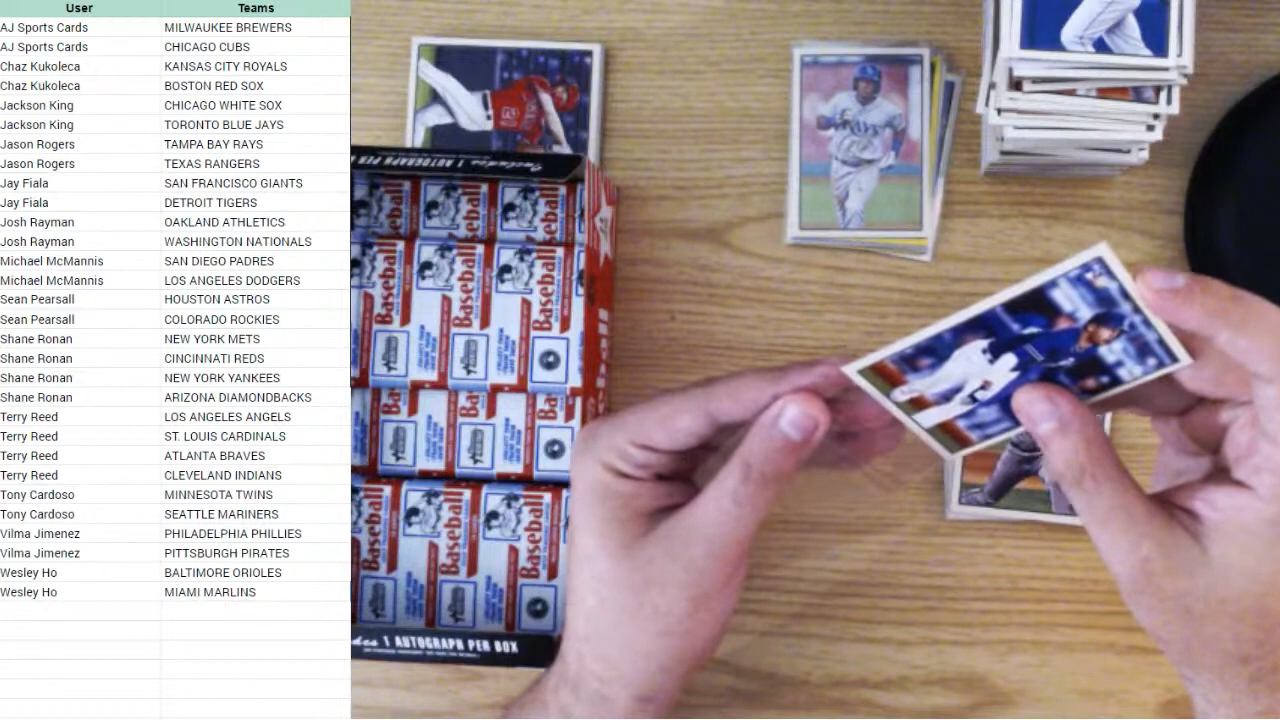 User Teams
AJ Sports Cards MILWAUKEE BREWERS
AJ Sports Cards CHICAGO CUBS
Chaz Kukoleca KANSAS CITY ROYALS
Chaz Kukoleca BOSTON RED SOX
Jackson King CHICAGO WHITE SOX
Jackson King TORONTO BLUE JAYS
Jason Rogers TAMPA BAY RAYS
Jason Rogers TEXAS RANGERS
Jay Fiala SAN FRANCISCO GIANTS
Jay Fiala DETROIT TIGERS
Josh Rayman OAKLAND ATHLETICS
Josh Rayman WASHINGTON NATIONALS
Michael McMannis SAN DIEGO PADRES
Michael McMannis LOS ANGELES DODGERS
Sean Pearsall HOUSTON ASTROS
Sean Pearsall COLORADO ROCKIES
Shane Ronan NEW YORK METS
Shane Ronan CINCINNATI REDS
Shane Ronan NEW YORK YANKEES
Shane Ronan ARIZONA DIAMONDBACKS
Terry Reed LOS ANGELES ANGELS
Terry Reed ST. LOUIS CARDINALS
Terry Reed ATLANTA BRAVES
Terry Reed CLEVELAND INDIANS
Tony Cardoso MINNESOTA TWINS
Tony Cardoso SEATTLE MARINERS
Vilma Jimenez PHILADELPHIA PHILLIES
Vilma Jimenez PITTSBURGH PIRATES
Wesley Ho BALTIMORE ORIOLES
Wesley Ho MIAMI MARLINS
Includes 1 AUTOGRAPH PER
Baseball
Baseball
Baseball
Baseball
Baseball
Baseball
1 AUTOGRAPH PER BOX
RAYS